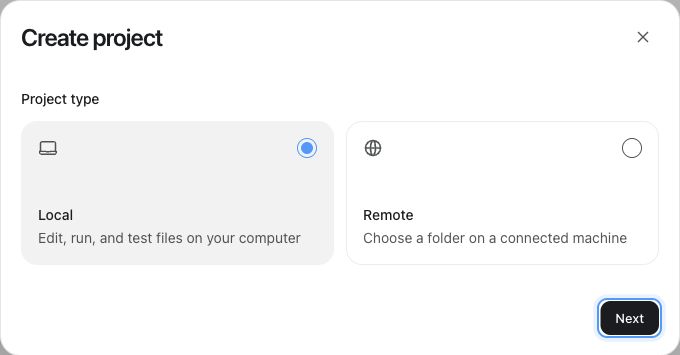 Create project
Project type
Local
Edit, run, and test files on your computer
Remote
Choose a folder on a connected machine
Next